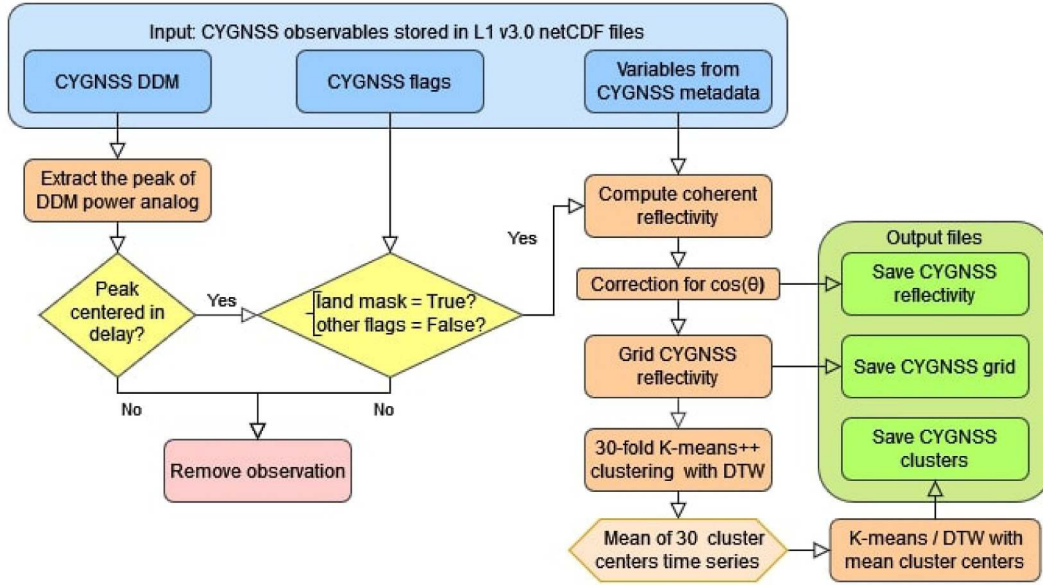 Input: CYGNSS observables stored in L1 v3.0 netCDF files
CYGNSS DDM
CYGNSS flags
Variables from
CYGNSS metadata
Extract the peak of
DDM power analog
Compute coherent
reflectivity
Yes
Output files
Peak
centered in
delay?
Yes
land mask = True?
other flags = False?
Correction for cos(θ)
Save CYGNSS
reflectivity
Grid CYGNSS
reflectivity
Save CYGNSS grid
No
No
Remove observation
30-fold K-means++
clustering with DTW
Save CYGNSS
clusters
Mean of 30 cluster
centers time series
K-means / DTW with
mean cluster centers